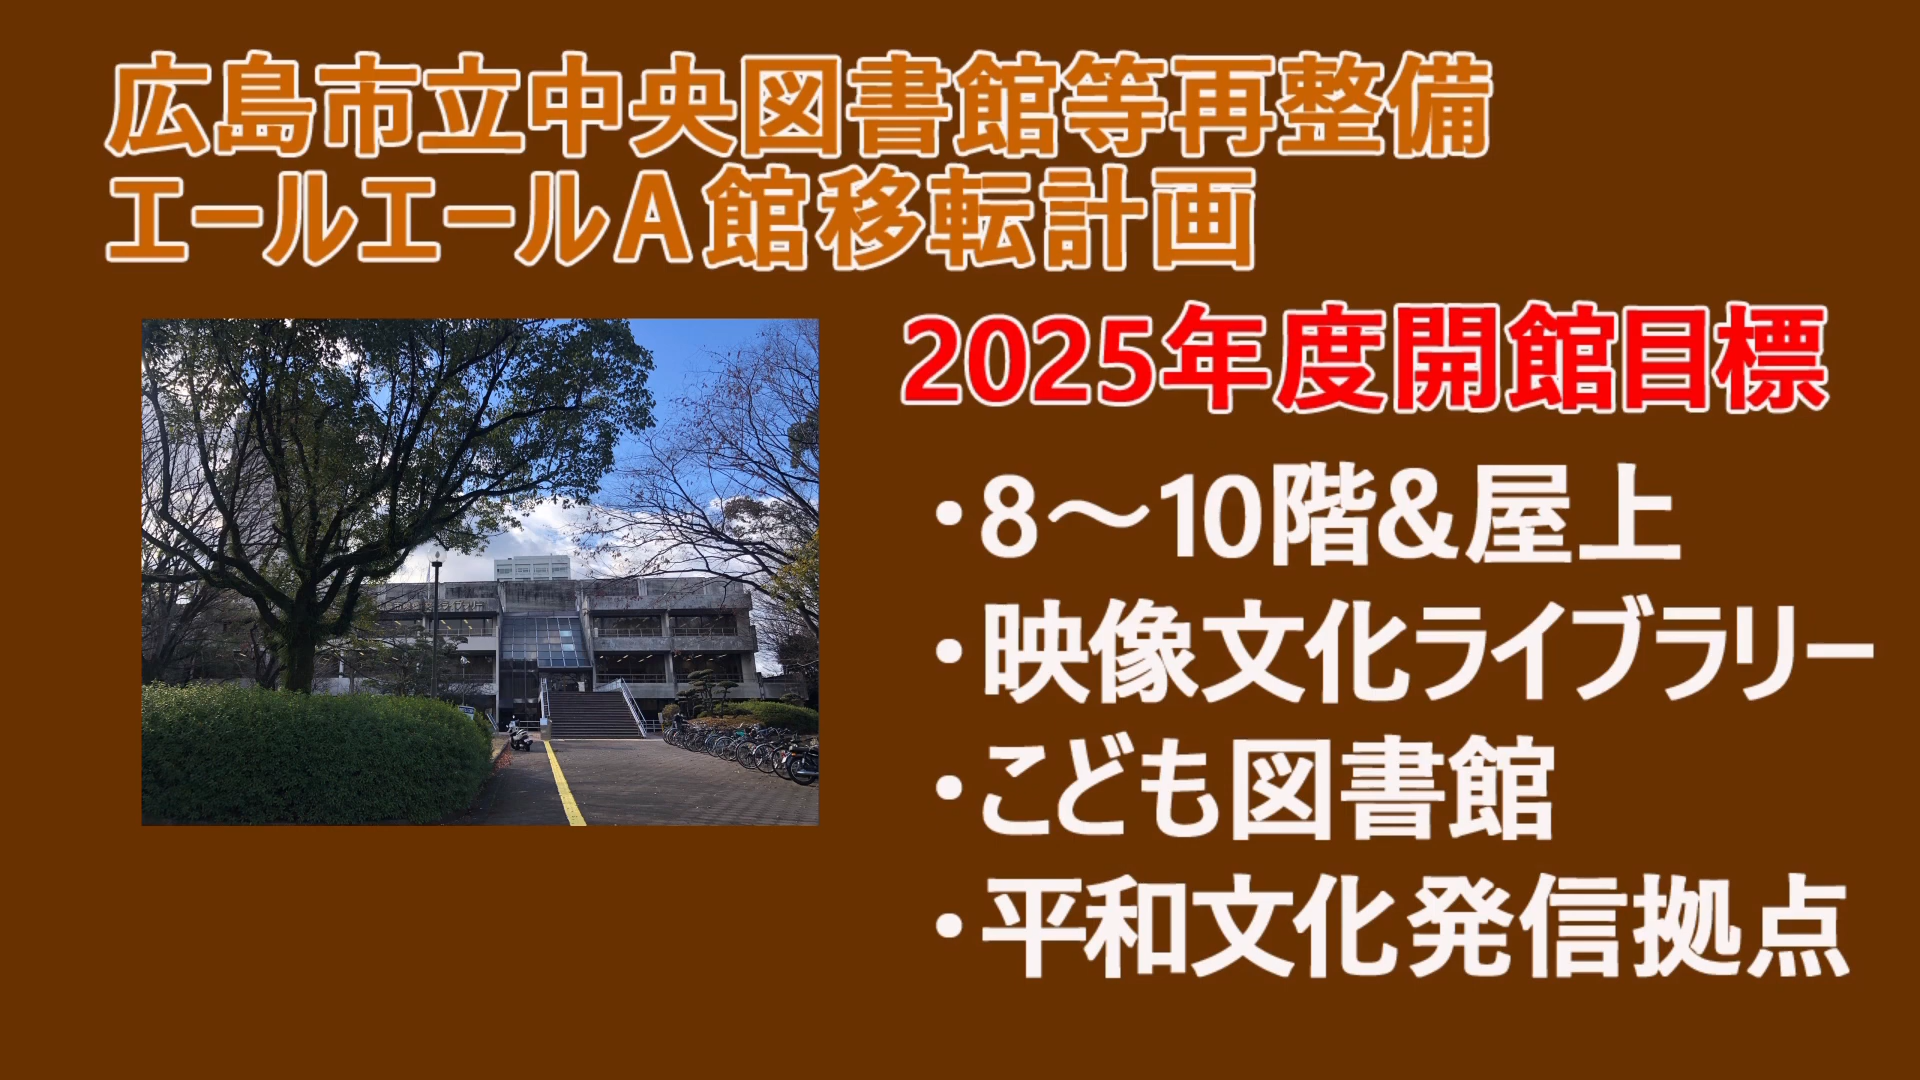 広島市立中央図書館等再整備
エールエールA館移転計画
2025年度開館目標
・8～10階&屋上
・映像文化ライブラリー
・こども図書館
・平和文化発信拠点